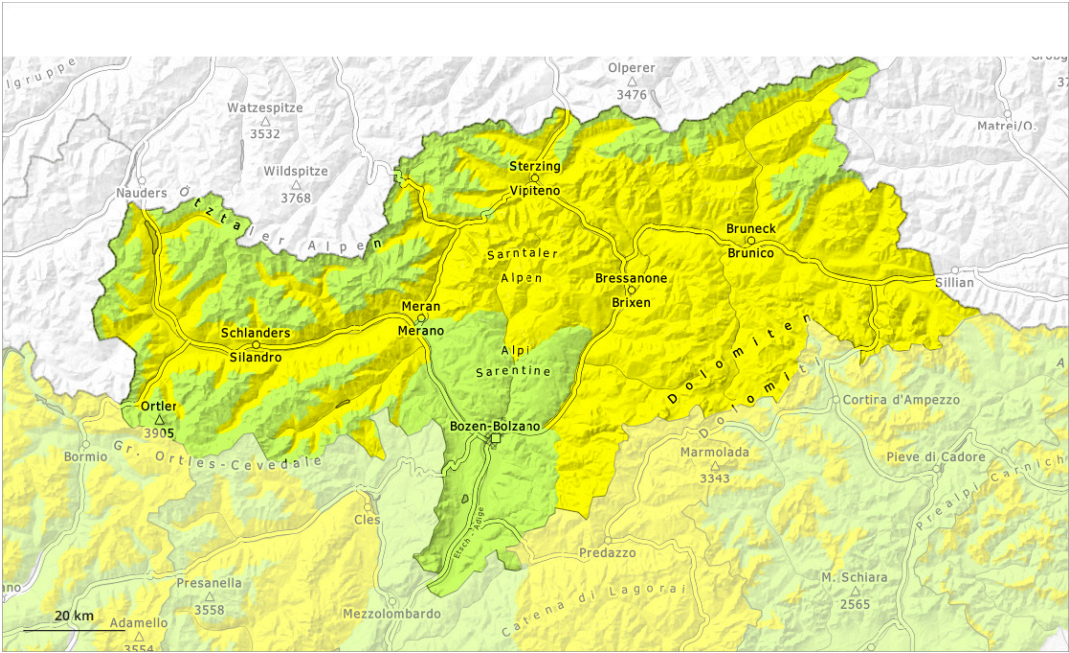 Olperer
3476
Watzespitze
3532
Matrei/O.
Sterzing
Vipiteno
Wildspitze
3768
Nauders
Ötztaler Alpen
Bruneck
Brunico
Sarntaler
Alpen
Bressanone
Brixen
Sillian
Meran
Merano
Schlanders
Silandro
Alpi
Sarentine
Dolomiten
Dolomiti
Ortler
3905
Cortina d'Ampezzo
Bozen-Bolzano
Gr. Ortles-Cevedale
Bormio
Marmolada
3343
Pieve di Cadore
Prealpi Carniche
Cles
Etsch - Adige
Predazzo
Presanella
3558
M. Schiara
2565
Catena di Lagorai
Mezzolombardo
20 km
Adamello
3554